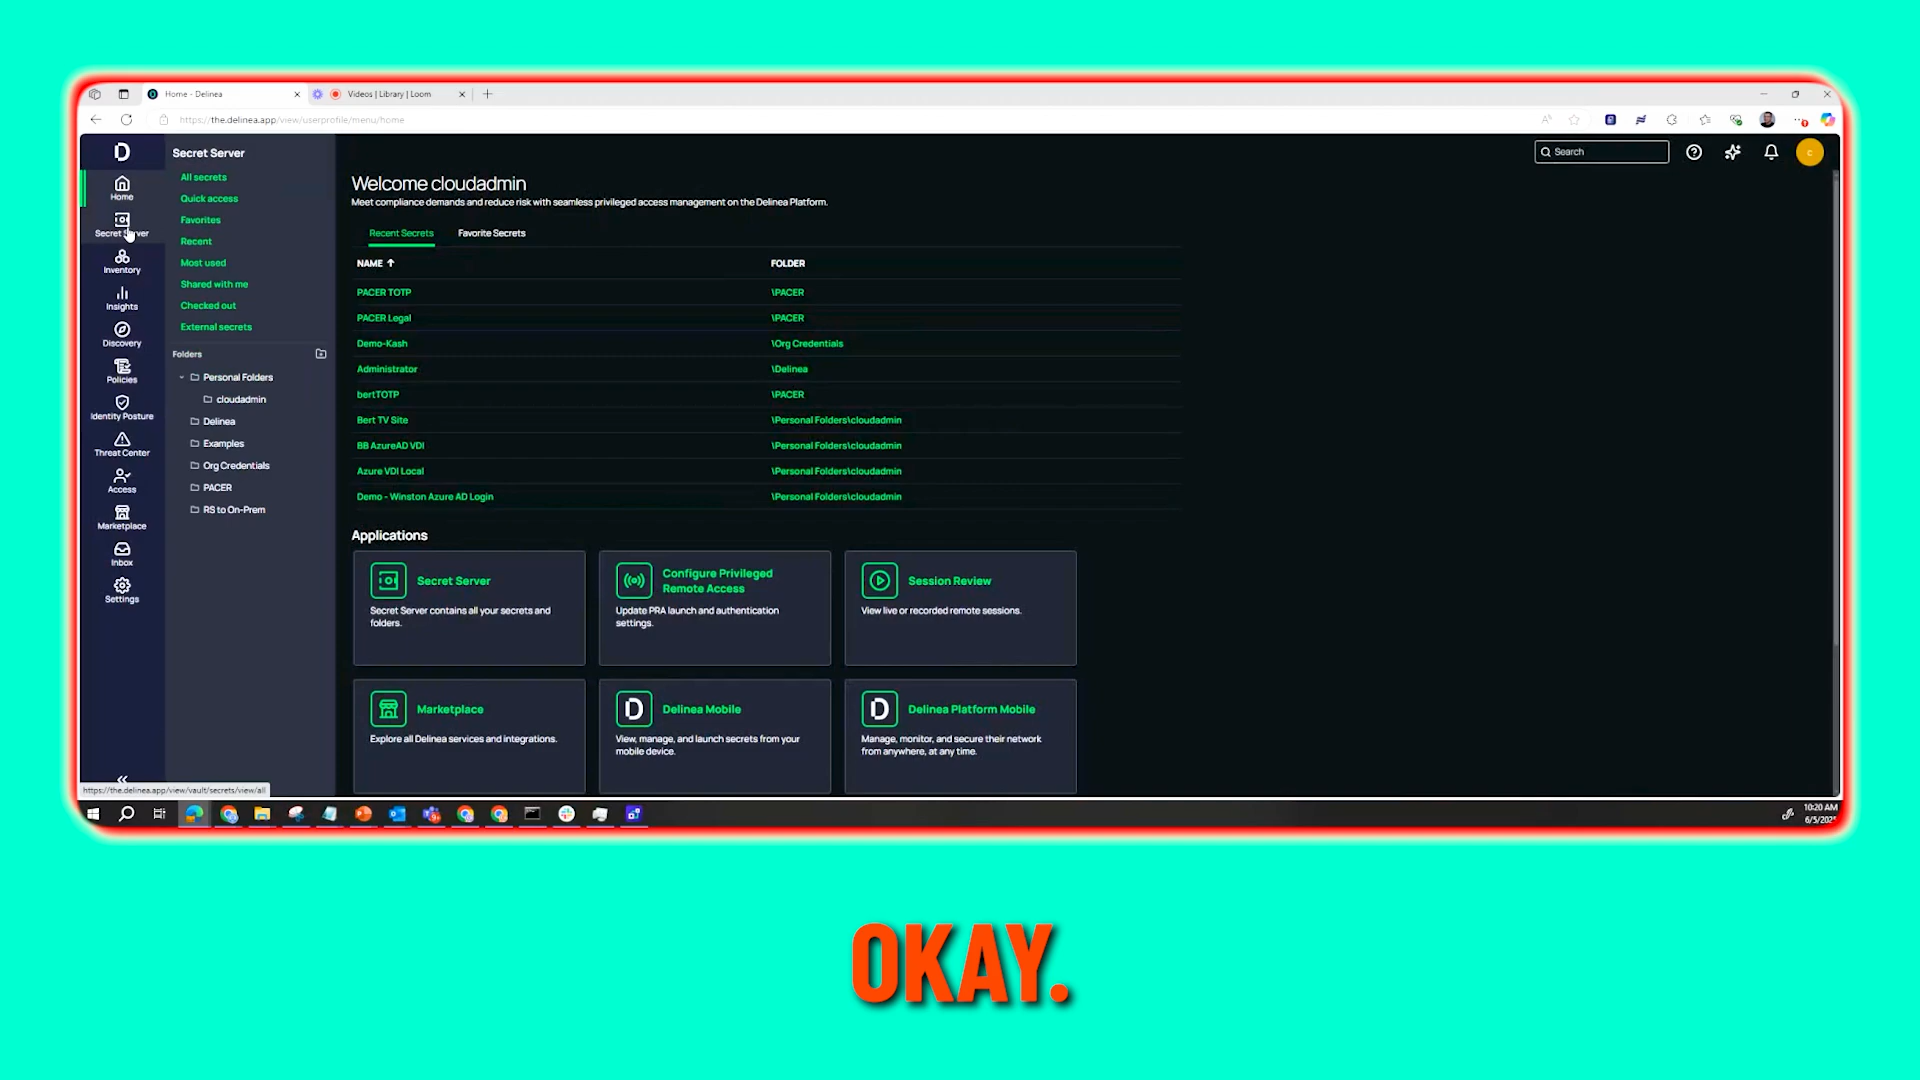 Home - Delinea
Videos | Library | Loom
https://the.delinea.app/view/userprofile/menu/home
D
Home
Secret Server
Inventory
Insights
Discovery
Policies
Identity Posture
Threat Center
Access
Marketplace
Inbox
Settings
Secret Server
All secrets
Quick access
Favorites
Recent
Most used
Shared with me
Checked out
External secrets
Folders
Personal Folders
cloudadmin
Delinea
Examples
Org Credentials
PACER
RS to On-Prem
Search
c
Welcome cloudadmin
Meet compliance demands and reduce risk with seamless privileged access management on the Delinea Platform.
Recent Secrets Favorite Secrets
NAME FOLDER
PACER TOTP \PACER
PACER Legal \PACER
Demo-Kash \Org Credentials
Administrator \Delinea
bertTOTP \PACER
Bert TV Site \Personal Folders\cloudadmin
BB AzureAD VDI \Personal Folders\cloudadmin
Azure VDI Local \Personal Folders\cloudadmin
Demo - Winston Azure AD Login \Personal Folders\cloudadmin
Applications
Secret Server
Secret Server contains all your secrets and
folders.
Configure Privileged
Remote Access
Update PRA launch and authentication
settings.
Session Review
View live or recorded remote sessions.
Marketplace
Explore all Delinea services and integrations.
D
Delinea Mobile
View, manage, and launch secrets from your
mobile device.
D
Delinea Platform Mobile
Manage, monitor, and secure their network
from anywhere, at any time.
https://the.delinea.app/view/vault/secrets/view/all
10:20 AM
OKAY.